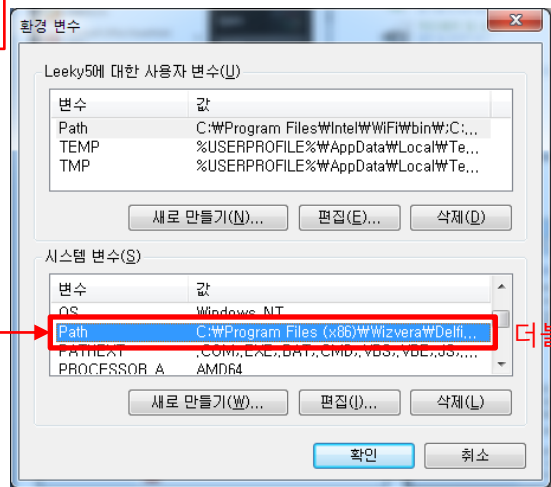 환경 변수
Leeky5에 대한 사용자 변수(U)
변수 값
Path C:₩Program Files₩Intel₩WiFi₩bin₩;C:...
TEMP %USERPROFILE%₩AppData₩Local₩Te...
TMP %USERPROFILE%₩AppData₩Local₩Te...
새로 만들기(N)... 편집(E)... 삭제(D)
시스템 변수(S)
변수 값
OS Windows_NT
Path C:₩Program Files (x86)₩Wizvera₩Delfi...
더블
PATHEXT .COM;.EXE;.BAT;.CMD;.VBS;.VBE;.JS;...
PROCESSOR_A... AMD64
새로 만들기(W)... 편집(I)... 삭제(L)
확인 취소